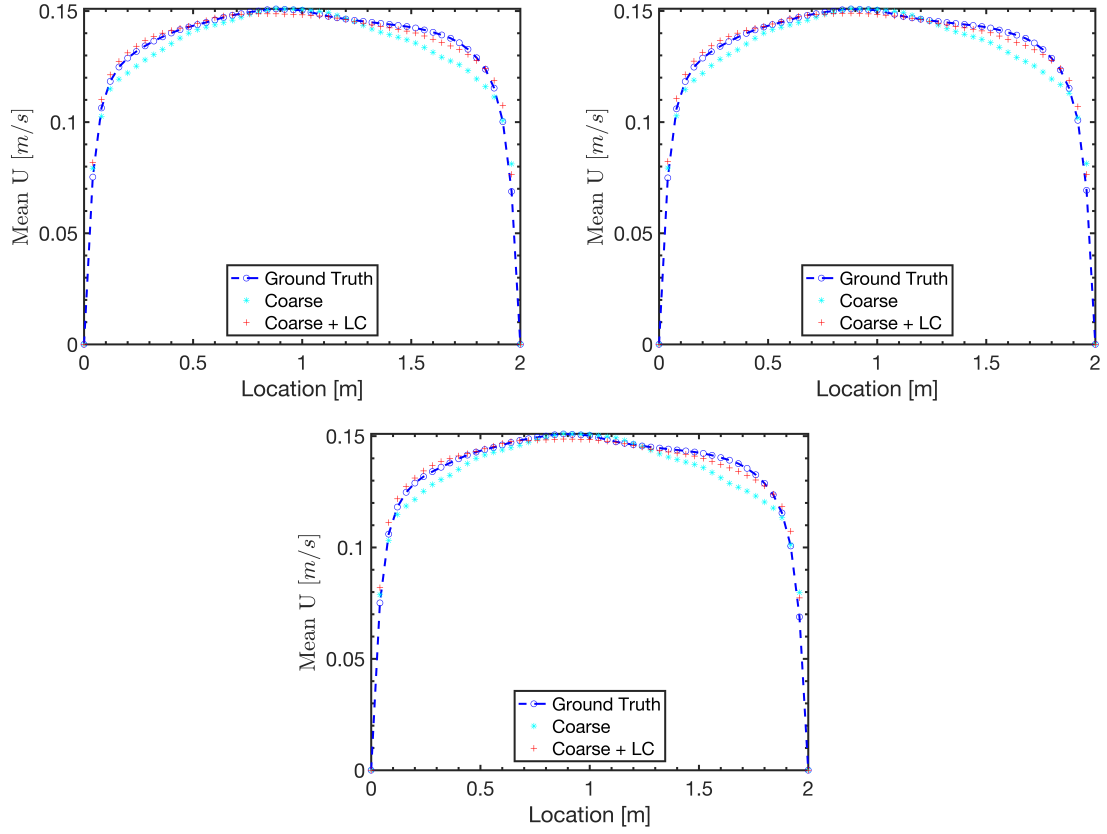 0.15
0.1
0.05
0
Mean U [m/s]
Ground Truth
Coarse
Coarse + LC
0
0.5
1
1.5
2
Location [m]
0.15
0.1
0.05
0
Mean U [m/s]
Ground Truth
Coarse
Coarse + LC
0
0.5
1
1.5
2
Location [m]
0.15
0.1
0.05
0
Mean U [m/s]
Ground Truth
Coarse
Coarse + LC
0
0.5
1
1.5
2
Location [m]